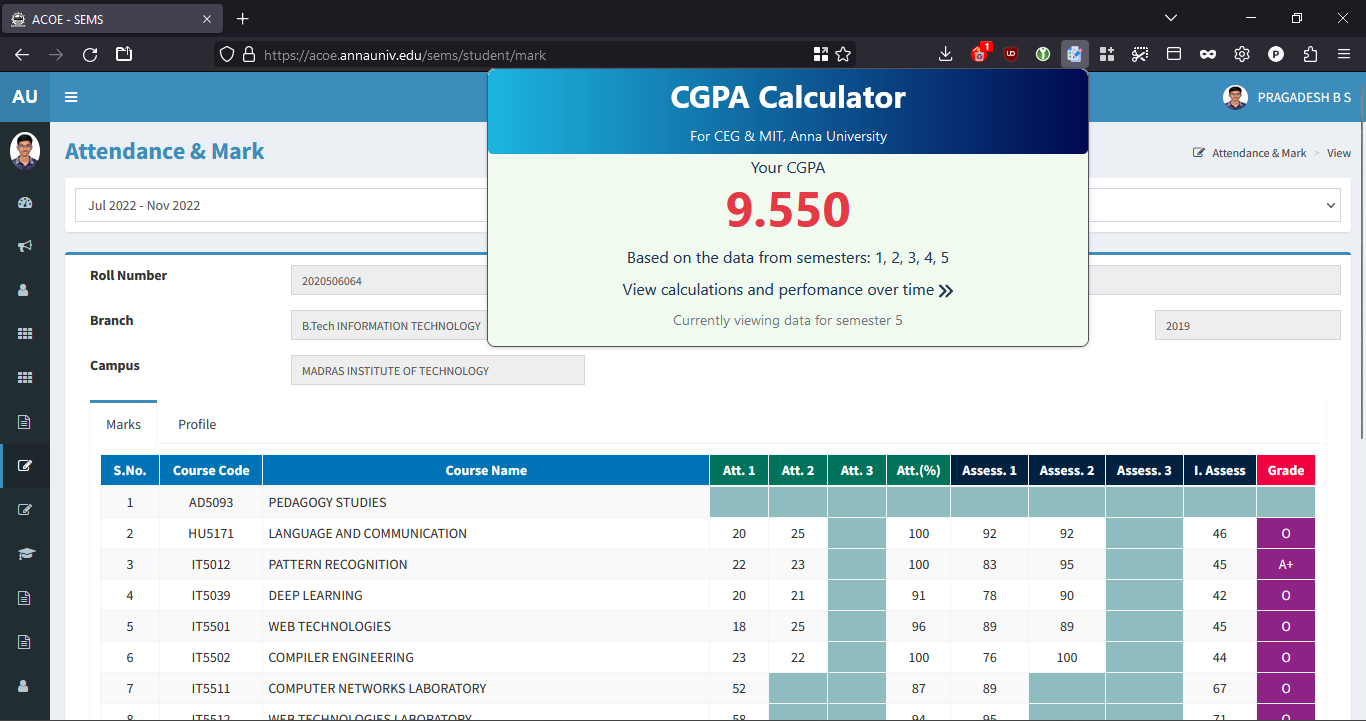 ACOE - SEMS
https://acoe.annauniv.edu/sems/student/mark
1
UD
P
AU
PRAGADESH B S
CGPA Calculator
For CEG & MIT, Anna University
Your CGPA
9.550
Based on the data from semesters: 1, 2, 3, 4, 5
View calculations and perfomance over time
Currently viewing data for semester 5
Attendance & Mark
Attendance & Mark > View
Jul 2022 - Nov 2022
Roll Number 2020506064
Branch B.Tech INFORMATION TECHNOLOGY 2019
Campus MADRAS INSTITUTE OF TECHNOLOGY
Marks Profile
S.No. Course Code Course Name Att. 1 Att. 2 Att. 3 Att.(%) Assess. 1 Assess. 2 Assess. 3 I. Assess Grade
1 AD5093 PEDAGOGY STUDIES
2 HU5171 LANGUAGE AND COMMUNICATION 20 25 100 92 92 46 O
3 IT5012 PATTERN RECOGNITION 22 23 100 83 95 45 A+
4 IT5039 DEEP LEARNING 20 21 91 78 90 42 O
5 IT5501 WEB TECHNOLOGIES 18 25 96 89 89 45 O
6 IT5502 COMPILER ENGINEERING 23 22 100 76 100 44 O
7 IT5511 COMPUTER NETWORKS LABORATORY 52 87 89 67 O
8 IT5512 WEB TECHNOLOGIES LABORATORY 58 94 95 71 O